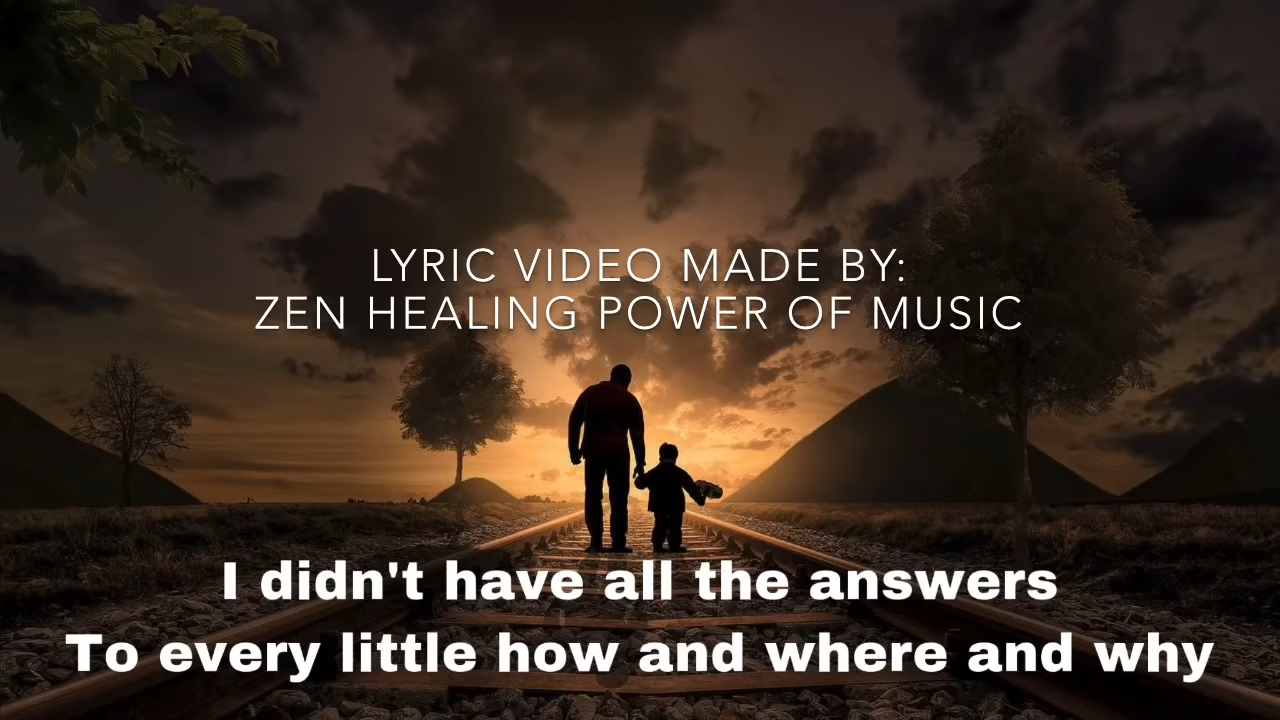 LYRIC VIDEO MADE BY:
ZEN HEALING POWER OF MUSIC
I didn't have all the answers
To every little how and where and why